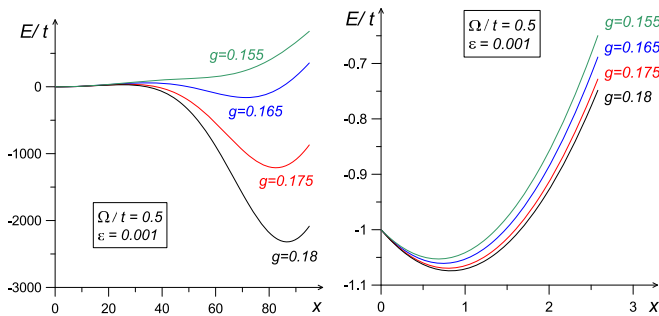 E/t
g=0.155
0
g=0.165
-1000
g=0.175
-2000
Ω/t = 0.5
ε = 0.001
g=0.18
-3000
0 20 40 60 80 x
E/t
Ω/t = 0.5
ε = 0.001
g=0.155
g=0.165
g=0.175
g=0.18
-0.7
-0.8
-0.9
-1
-1.1
0 1 2 3 x